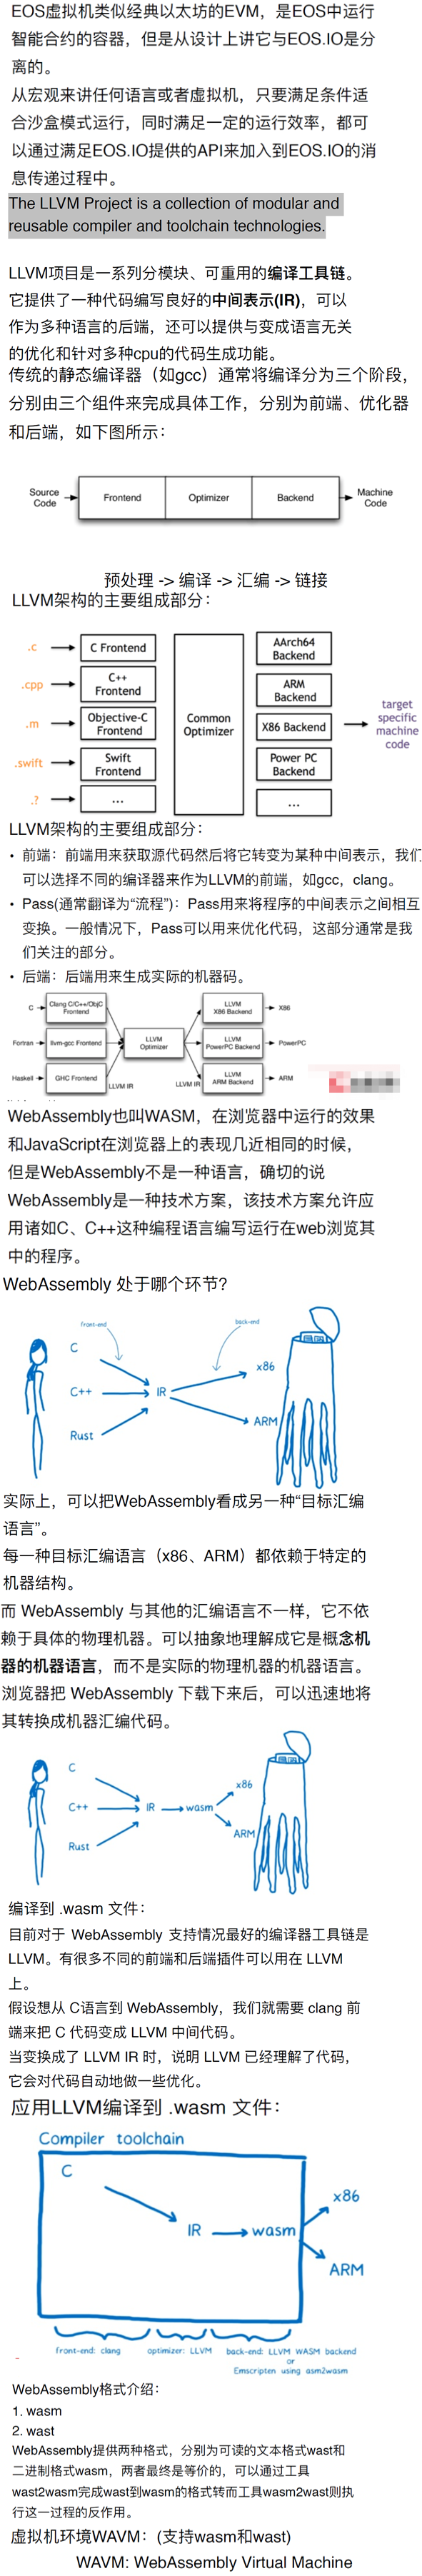 EOS虚拟机类似经典以太坊的EVM，是EOS中运行
智能合约的容器，但是从设计上讲它与EOS.IO是分
离的。
从宏观来讲任何语言或者虚拟机，只要满足条件适
合沙盒模式运行，同时满足一定的运行效率，都可
以通过满足EOS.IO提供的API来加入到EOS.IO的消
息传递过程中。
The LLVM Project is a collection of modular and
reusable compiler and toolchain technologies.
LLVM项目是一系列分模块、可重用的编译工具链。
它提供了一种代码编写良好的中间表示(IR)，可以
作为多种语言的后端，还可以提供与变成语言无关
的优化和针对多种cpu的代码生成功能。
传统的静态编译器（如gcc）通常将编译分为三个阶段，
分别由三个组件来完成具体工作，分别为前端、优化器
和后端，如下图所示：
Source Code
Frontend
Optimizer
Backend
Machine Code
预处理 -> 编译 -> 汇编 -> 链接
LLVM架构的主要组成部分：
.c
C Frontend
.cpp
C++ Frontend
.m
Objective-C Frontend
.swift
Swift Frontend
.?
...
Common Optimizer
AArch64 Backend
ARM Backend
X86 Backend
Power PC Backend
...
target specific machine code
LLVM架构的主要组成部分：
• 前端：前端用来获取源代码然后将它转变为某种中间表示，我们
可以选择不同的编译器来作为LLVM的前端，如gcc，clang。
• Pass(通常翻译为“流程”)：Pass用来将程序的中间表示之间相互
变换。一般情况下，Pass可以用来优化代码，这部分通常是我
们关注的部分。
• 后端：后端用来生成实际的机器码。
C
Clang C/C++/ObjC Frontend
Fortran
llvm-gcc Frontend
Haskell
GHC Frontend
LLVM IR
LLVM Optimizer
LLVM IR
LLVM X86 Backend
X86
LLVM PowerPC Backend
PowerPC
LLVM ARM Backend
ARM
WebAssembly也叫WASM，在浏览器中运行的效果
和JavaScript在浏览器上的表现几近相同的时候，
但是WebAssembly不是一种语言，确切的说
WebAssembly是一种技术方案，该技术方案允许应
用诸如C、C++这种编程语言编写运行在web浏览其
中的程序。
WebAssembly 处于哪个环节？
front-end
back-end
C
C++
Rust
IR
x86
ARM
实际上，可以把WebAssembly看成另一种“目标汇编
语言”。
每一种目标汇编语言（x86、ARM）都依赖于特定的
机器结构。
而 WebAssembly 与其他的汇编语言不一样，它不依
赖于具体的物理机器。可以抽象地理解成它是概念机
器的机器语言，而不是实际的物理机器的机器语言。
浏览器把 WebAssembly 下载下来后，可以迅速地将
其转换成机器汇编代码。
C
C++
Rust
IR
wasm
x86
ARM
编译到 .wasm 文件：
目前对于 WebAssembly 支持情况最好的编译器工具链是
LLVM。有很多不同的前端和后端插件可以用在 LLVM
上。
假设想从 C语言到 WebAssembly，我们就需要 clang 前
端来把 C 代码变成 LLVM 中间代码。
当变换成了 LLVM IR 时，说明 LLVM 已经理解了代码，
它会对代码自动地做一些优化。
应用LLVM编译到 .wasm 文件：
Compiler toolchain
C
IR
wasm
x86
ARM
front-end: clang
optimizer: LLVM
back-end: LLVM WASM backend
or
Emscripten using asm2wasm
WebAssembly格式介绍：
1. wasm
2. wast
WebAssembly提供两种格式，分别为可读的文本格式wast和
二进制格式wasm，两者最终是等价的，可以通过工具
wast2wasm完成wast到wasm的格式转而工具wasm2wast则执
行这一过程的反作用。
虚拟机环境WAVM：(支持wasm和wast)
WAVM: WebAssembly Virtual Machine